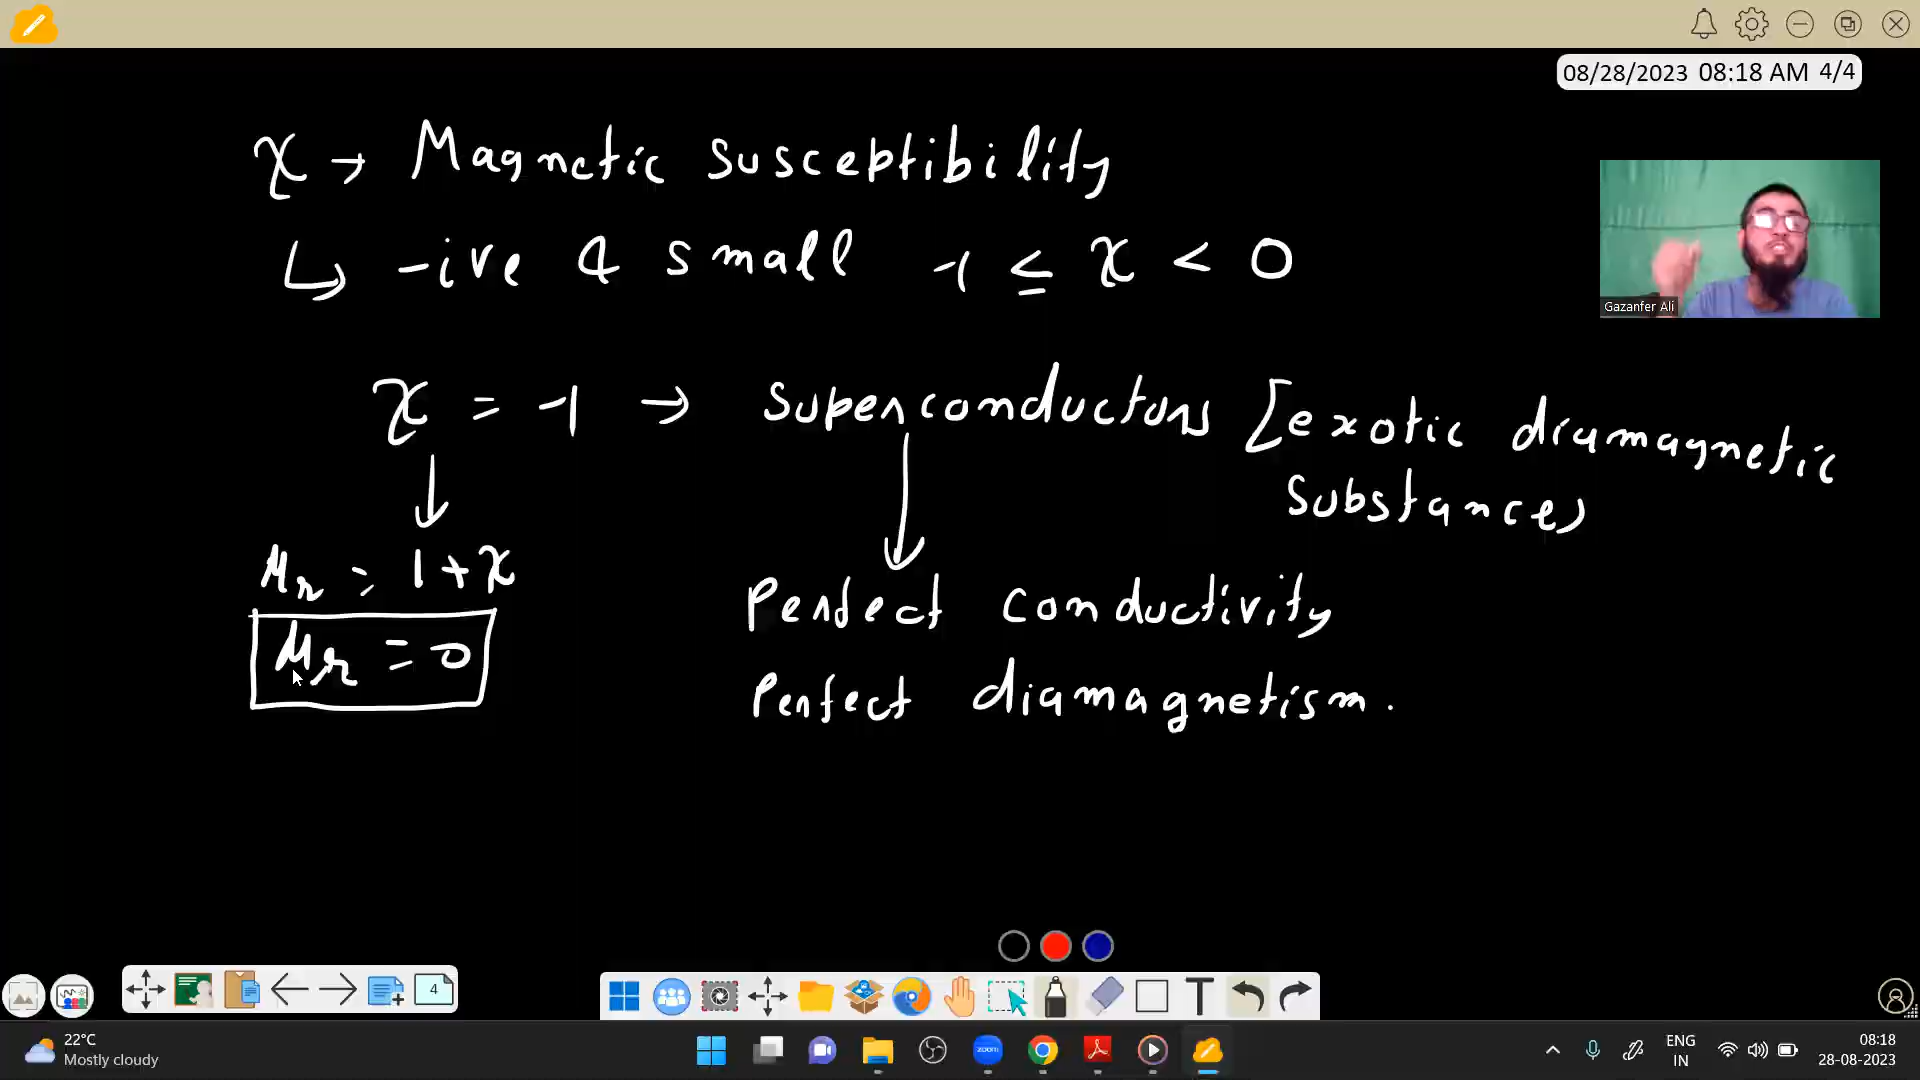 08/28/2023 08:18 AM 4/4
χ → Magnetic susceptibility
↳ -ive & small -1 ≤ χ < 0
Gazanfer Ali
χ = -1 → superconductors [exotic diamagnetic
substances
μr = 1+χ
μr = 0
Perfect conductivity
Perfect diamagnetism.
4
22°C
Mostly cloudy
zoom
ENG
IN
08:18
28-08-2023